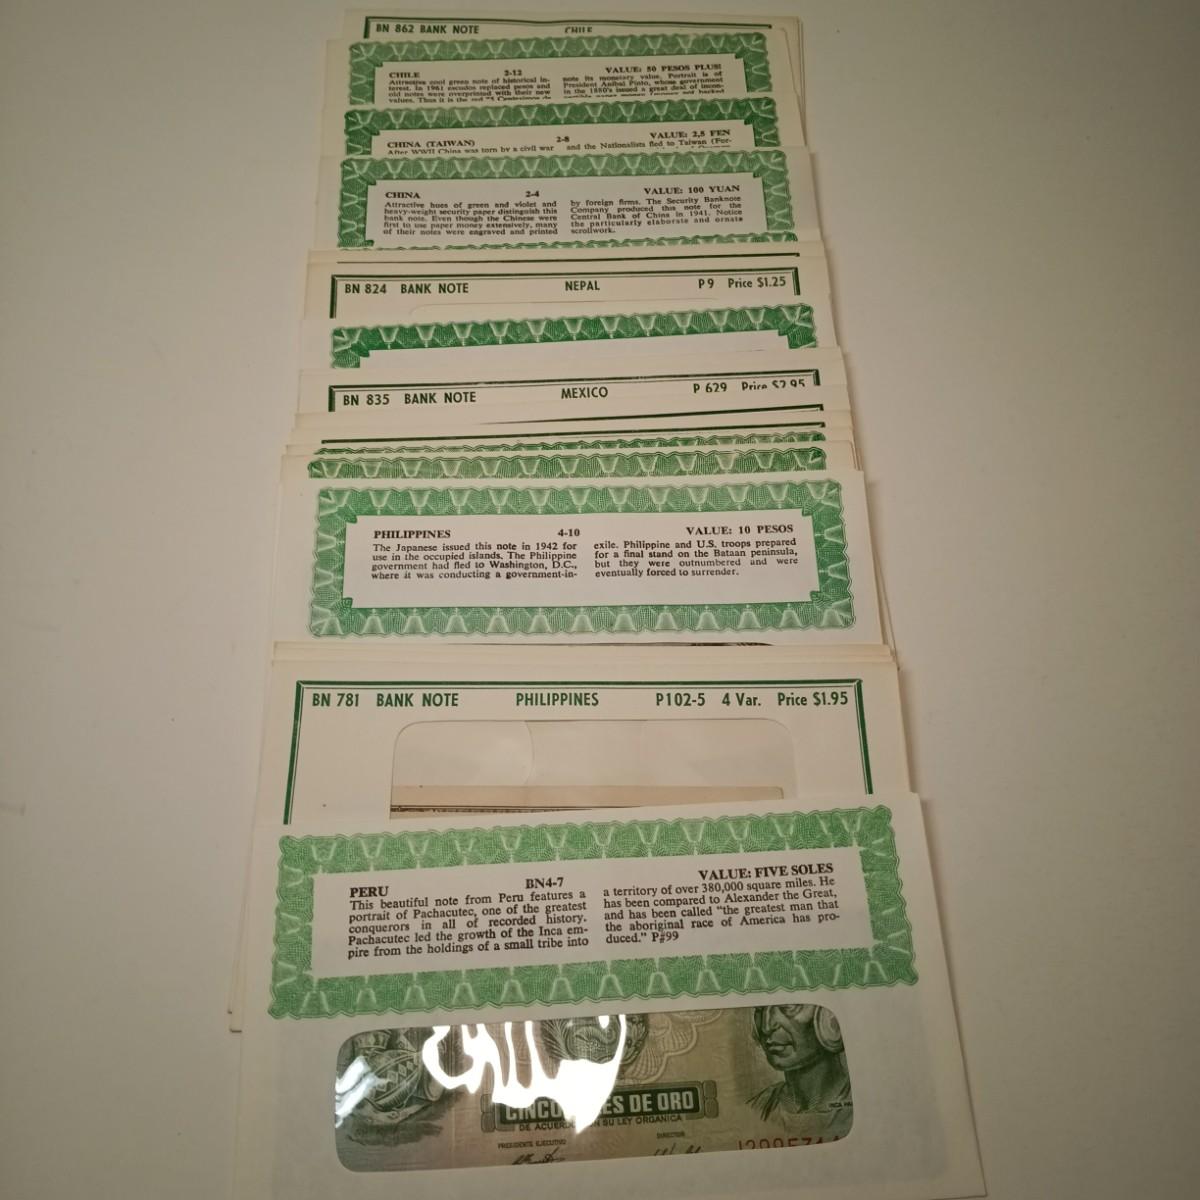 BN 862 BANK NOTE CHILE
CHILE 2-12 VALUE: 50 PESOS PLUS!
Attractive cool green note of historical in-
terest. In 1961 escudos replaced pesos and
old notes were overprinted with their new
values. Thus it is the red "5 Centesimos de
note its monetary value. Portrait is of
President Anibal Pinto, whose government
in the 1880's issued a great deal of incon-
CHINA (TAIWAN) 2-8 VALUE: 2,5 FEN
After WWII China was torn by a civil war
and the Nationalists fled to Taiwan (For-
CHINA 2-4 VALUE: 100 YUAN
Attractive hues of green and violet and
heavy-weight security paper distinguish this
bank note. Even though the Chinese were
first to use paper money extensively, many
of their notes were engraved and printed
by foreign firms. The Security Banknote
Company produced this note for the
Central Bank of China in 1941. Notice
the particularly elaborate and ornate
scrollwork.
BN 824 BANK NOTE NEPAL P9 Price $1.25
BN 835 BANK NOTE MEXICO P 629 Price $2.95
PHILIPPINES 4-10 VALUE: 10 PESOS
The Japanese issued this note in 1942 for
use in the occupied islands. The Philippine
government had fled to Washington, D.C.,
where it was conducting a government-in-
exile. Philippine and U.S. troops prepared
for a final stand on the Bataan peninsula,
but they were outnumbered and were
eventually forced to surrender.
BN 781 BANK NOTE PHILIPPINES P102-5 4 Var. Price $1.95
PERU BN4-7 VALUE: FIVE SOLES
This beautiful note from Peru features a
portrait of Pachacutec, one of the greatest
conquerors in all of recorded history.
Pachacutec led the growth of the Inca em-
pire from the holdings of a small tribe into
a territory of over 380,000 square miles. He
has been compared to Alexander the Great,
and has been called "the greatest man that
the aboriginal race of America has pro-
duced." P#99
CINCO ES DE ORO
DE ACUERDO N SU LEY ORGANICA
PRESIDENTE EJECUTIVO DIRECTOR